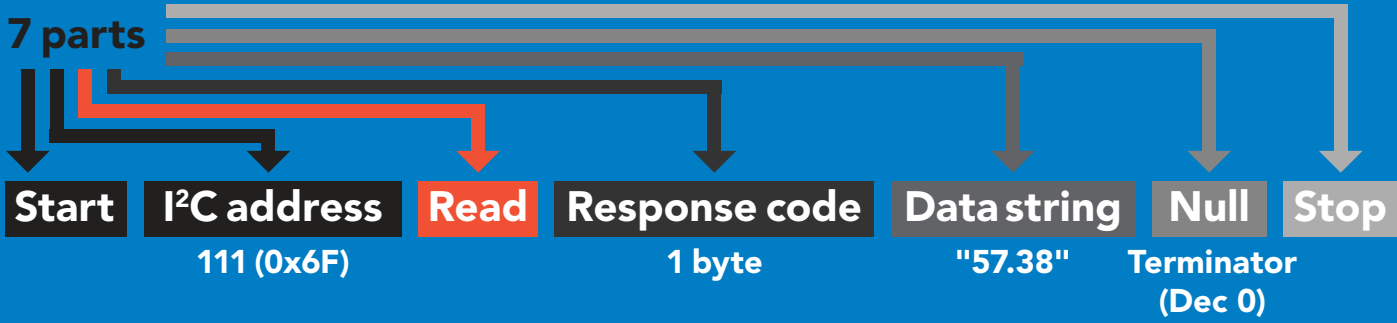 7 parts
Start I²C address Read Response code Data string Null Stop
111 (0x6F) 1 byte "57.38" Terminator
(Dec 0)